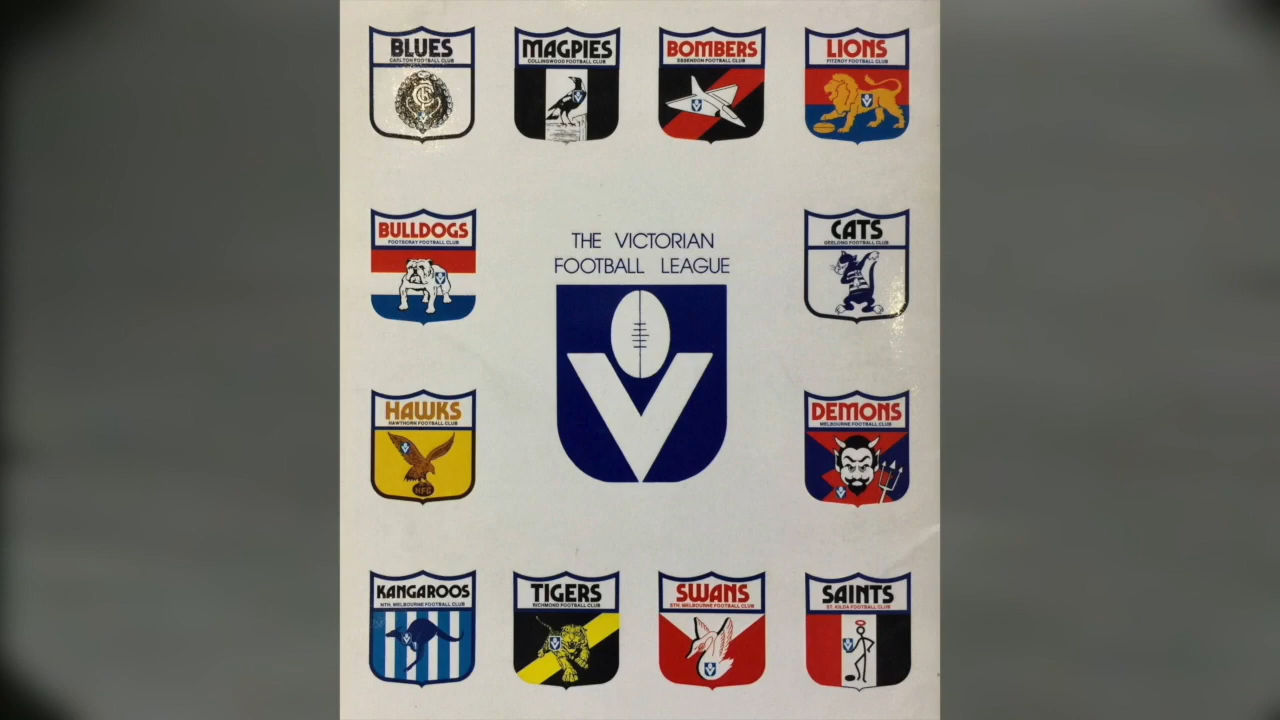 BLUES
CARLTON FOOTBALL CLUB
MAGPIES
COLLINGWOOD FOOTBALL CLUB
BOMBERS
ESSENDON FOOTBALL CLUB
LIONS
FITZROY FOOTBALL CLUB
BULLDOGS
FOOTSCRAY FOOTBALL CLUB
THE VICTORIAN
FOOTBALL LEAGUE
V
CATS
GEELONG FOOTBALL CLUB
HAWKS
HAWTHORN FOOTBALL CLUB
HFC
DEMONS
MELBOURNE FOOTBALL CLUB
KANGAROOS
NTH. MELBOURNE FOOTBALL CLUB
TIGERS
RICHMOND FOOTBALL CLUB
SWANS
STH. MELBOURNE FOOTBALL CLUB
SAINTS
ST. KILDA FOOTBALL CLUB